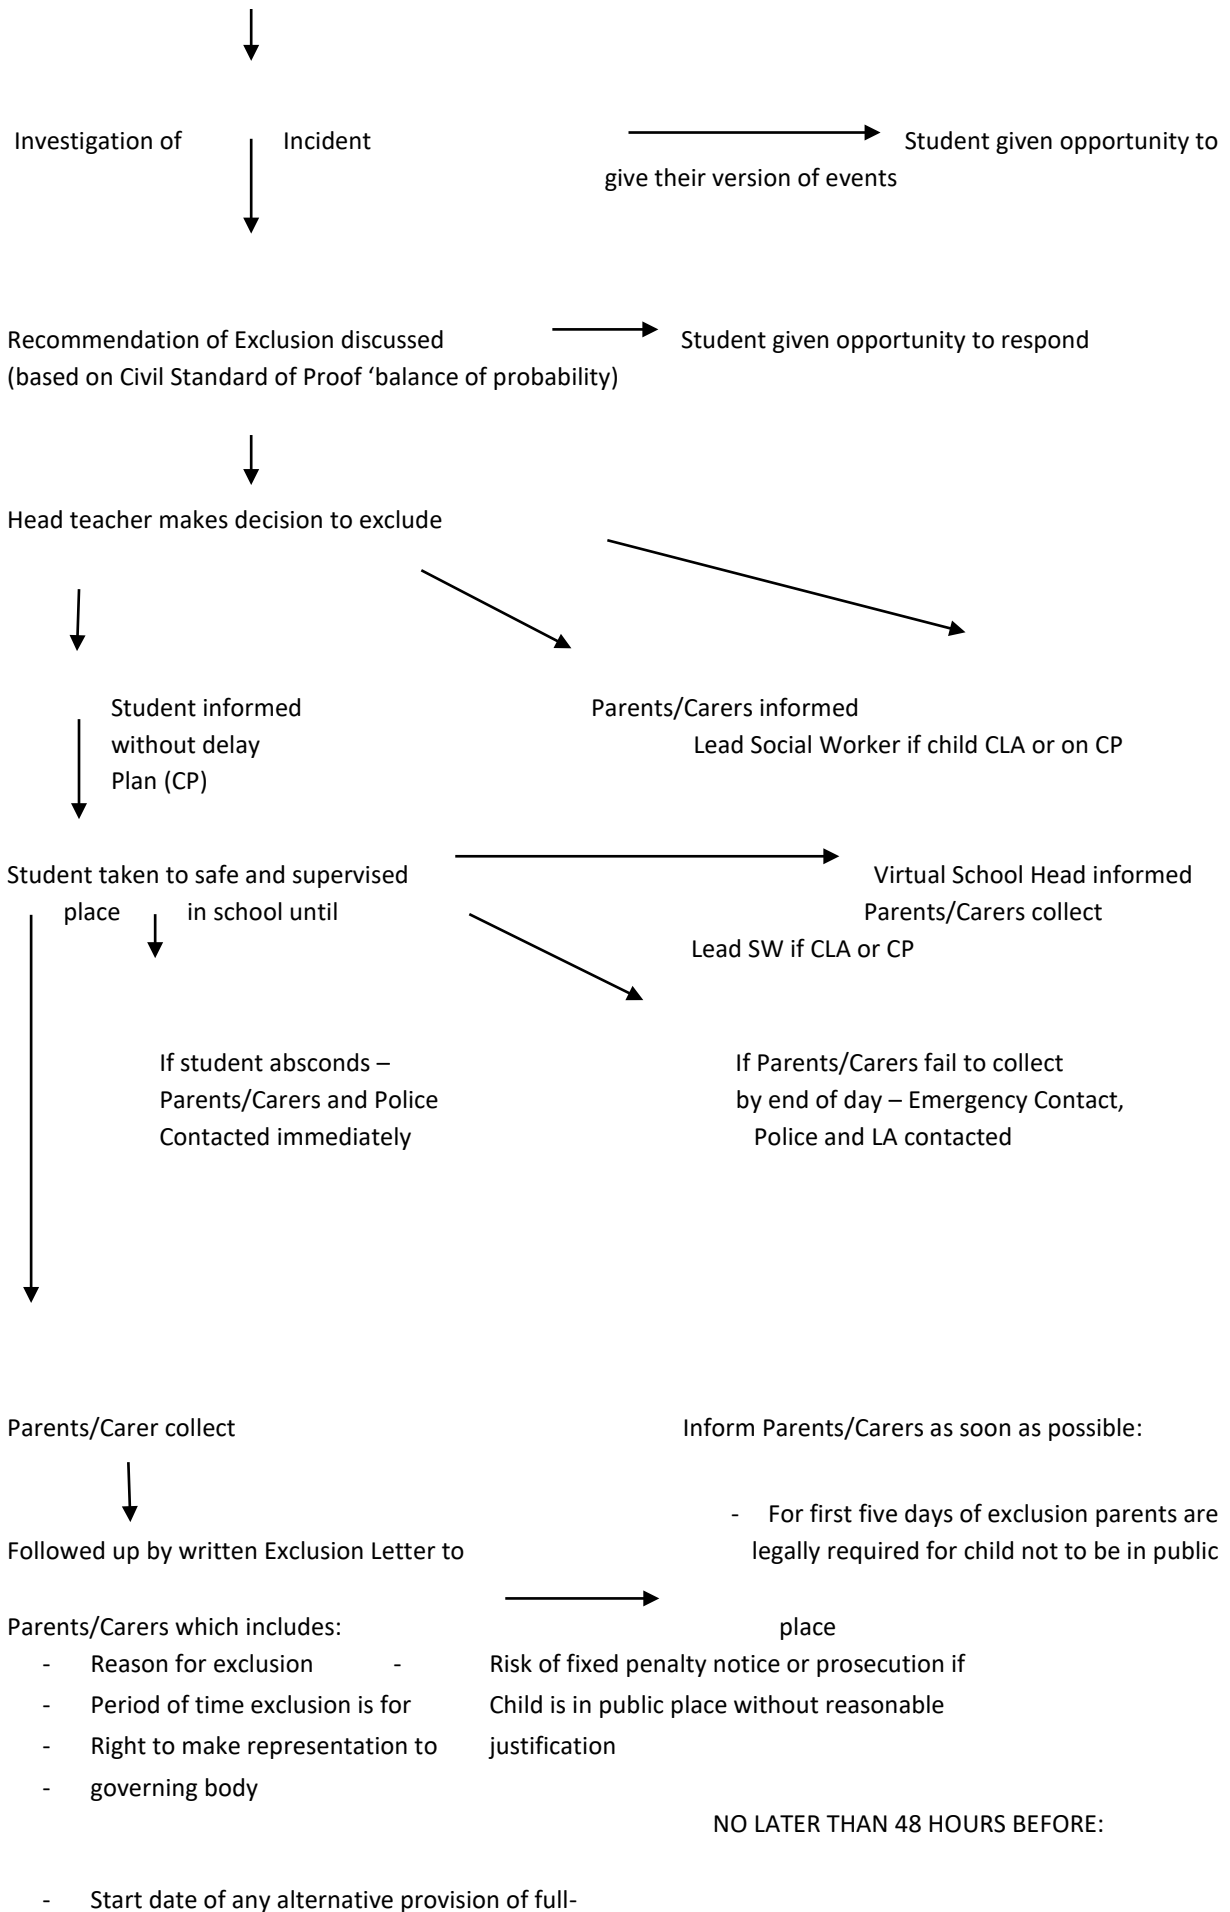 Investigation of Incident Student given opportunity to
give their version of events
Recommendation of Exclusion discussed Student given opportunity to respond
(based on Civil Standard of Proof ‘balance of probability)
Head teacher makes decision to exclude
Student informed Parents/Carers informed
without delay Lead Social Worker if child CLA or on CP
Plan (CP)
Student taken to safe and supervised Virtual School Head informed
place in school until Parents/Carers collect
Lead SW if CLA or CP
If student absconds – If Parents/Carers fail to collect
Parents/Carers and Police by end of day – Emergency Contact,
Contacted immediately Police and LA contacted
Parents/Carer collect Inform Parents/Carers as soon as possible:
- For first five days of exclusion parents are
Followed up by written Exclusion Letter to legally required for child not to be in public
Parents/Carers which includes: place
- Reason for exclusion - Risk of fixed penalty notice or prosecution if
- Period of time exclusion is for Child is in public place without reasonable
- Right to make representation to justification
- governing body
NO LATER THAN 48 HOURS BEFORE:
- Start date of any alternative provision of full-